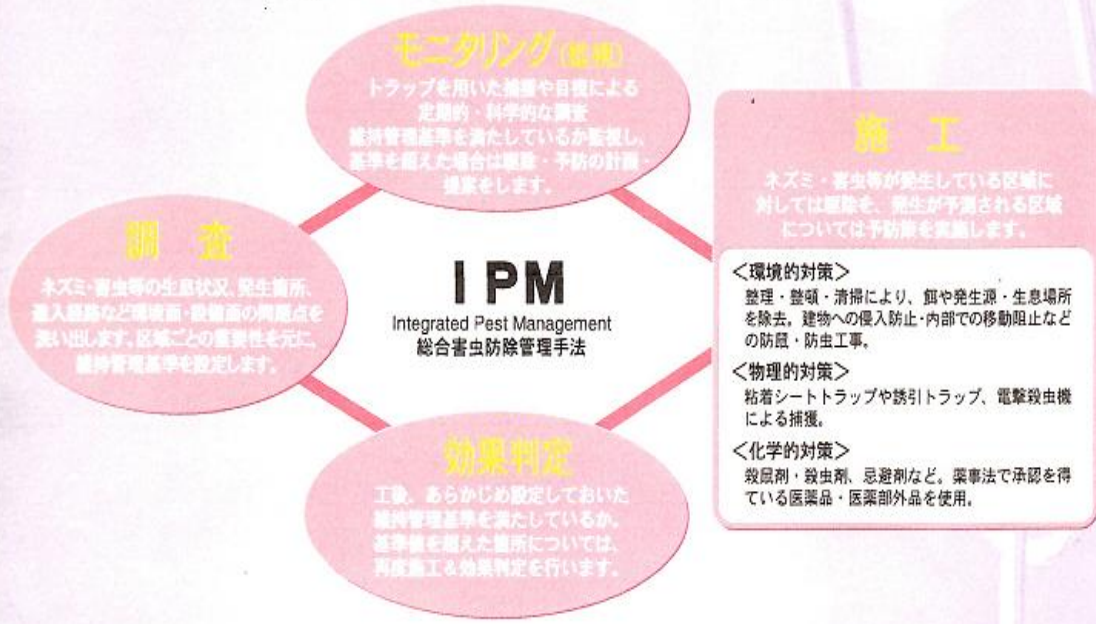 モニタリング(監視)
トラップを用いた捕獲や目視による
定期的・科学的な調査
維持管理基準を満たしているか監視し、
基準を超えた場合は駆除・予防の計画・
提案をします。
施 工
ネズミ・害虫等が発生している区域に
対しては駆除を、発生が予測される区域
については予防除を実施します。
調 査
ネズミ・害虫等の生息状況、発生箇所、
進入経路など環境面・設備面の問題点を
洗い出します。区域ごとの重要性を元に、
維持管理基準を設定します。
IPM
Integrated Pest Management
総合害虫防除管理手法
<環境的対策>
整理・整頓・清掃により、餌や発生源・生息場所
を除去。建物への侵入防止・内部での移動阻止など
の防鼠・防虫工事。
<物理的対策>
粘着シートトラップや誘引トラップ、電撃殺虫機
による捕獲。
<化学的対策>
殺鼠剤・殺虫剤、忌避剤など。薬事法で承認を得
ている医薬品・医薬部外品を使用。
効果判定
工後、あらかじめ設定しておいた
維持管理基準を満たしているか。
基準値を超えた箇所については、
再度施工&効果判定を行います。